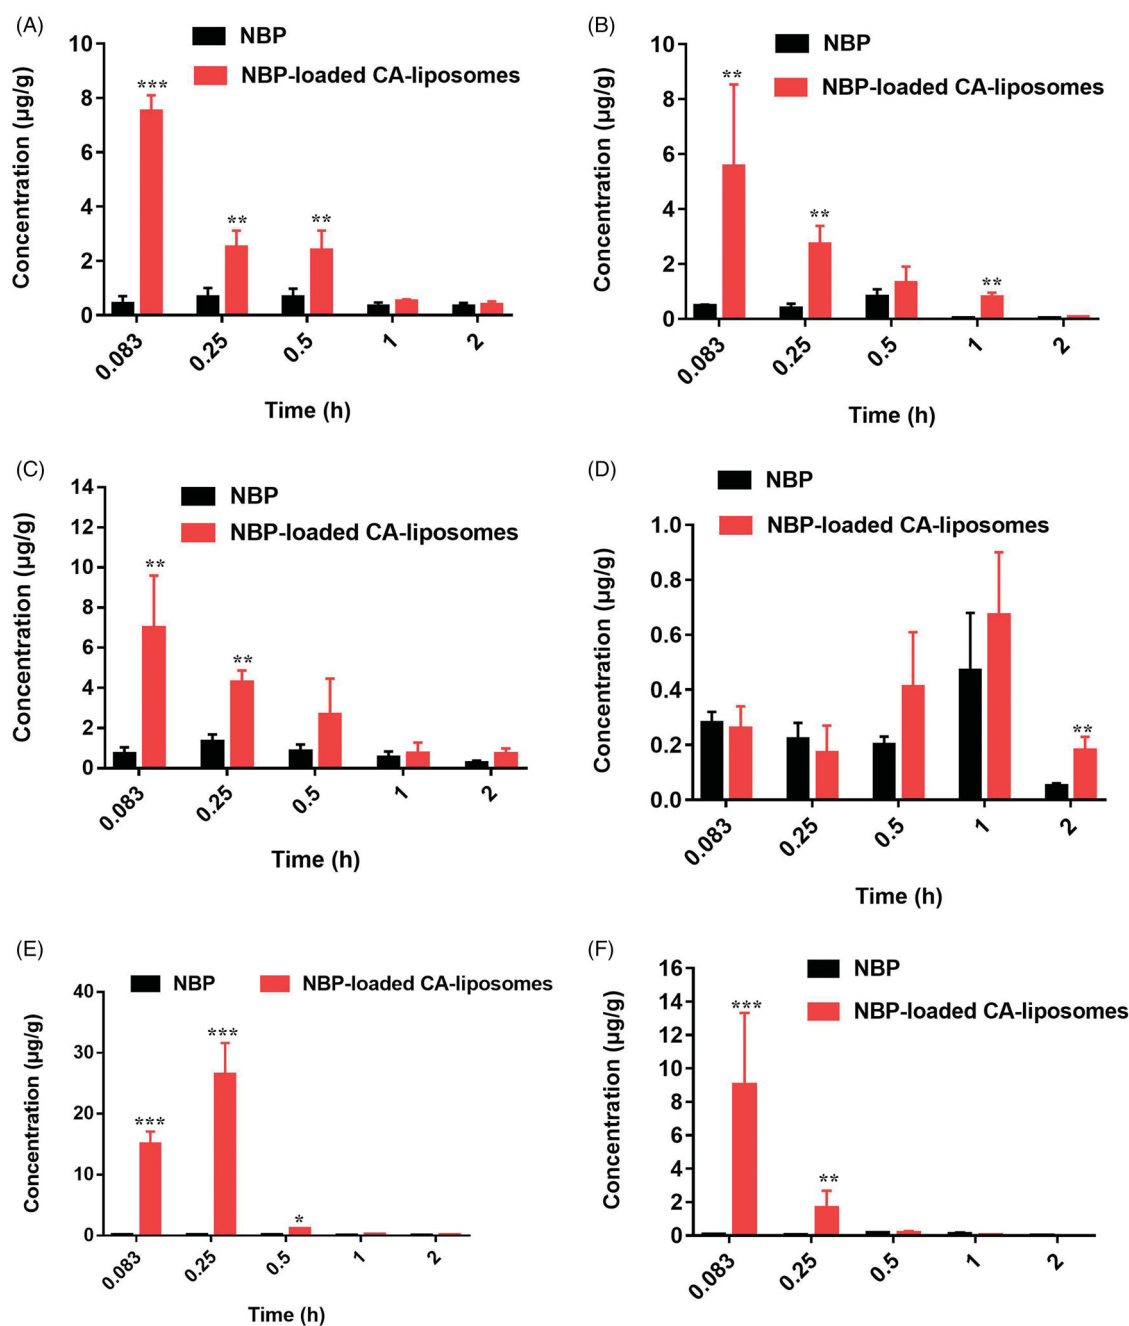 (A)
NBP
NBP-loaded CA-liposomes
Concentration (µg/g)
10
8
6
4
2
0
***
**
**
0.083
0.25
0.5
1
2
Time (h)
(B)
NBP
NBP-loaded CA-liposomes
Concentration (µg/g)
10
8
6
4
2
0
**
**
**
0.083
0.25
0.5
1
2
Time (h)
(C)
NBP
NBP-loaded CA-liposomes
Concentration (µg/g)
14
12
10
8
6
4
2
0
**
**
0.083
0.25
0.5
1
2
Time (h)
(D)
NBP
NBP-loaded CA-liposomes
Concentration (µg/g)
1.0
0.8
0.6
0.4
0.2
0.0
**
0.083
0.25
0.5
1
2
Time (h)
(E)
NBP
NBP-loaded CA-liposomes
Concentration (µg/g)
40
30
20
10
0
***
***
*
0.083
0.25
0.5
1
2
Time (h)
(F)
NBP
NBP-loaded CA-liposomes
Concentration (µg/g)
16
14
12
10
8
6
4
2
0
***
**
0.083
0.25
0.5
1
2